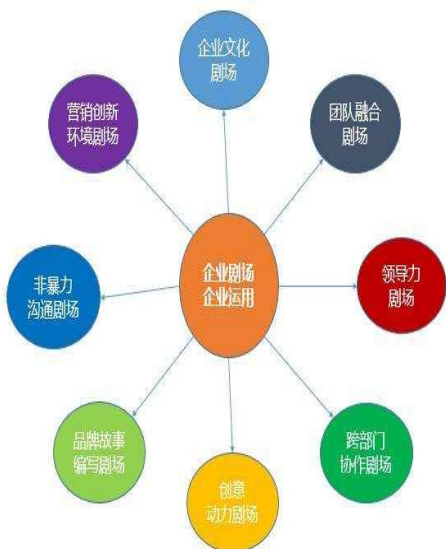 企业文化
剧场
营销创新
环境剧场
团队融合
剧场
企业剧场
企业运用
非暴力
沟通剧场
领导力
剧场
品牌故事
编写剧场
跨部门
协作剧场
创意
动力剧场